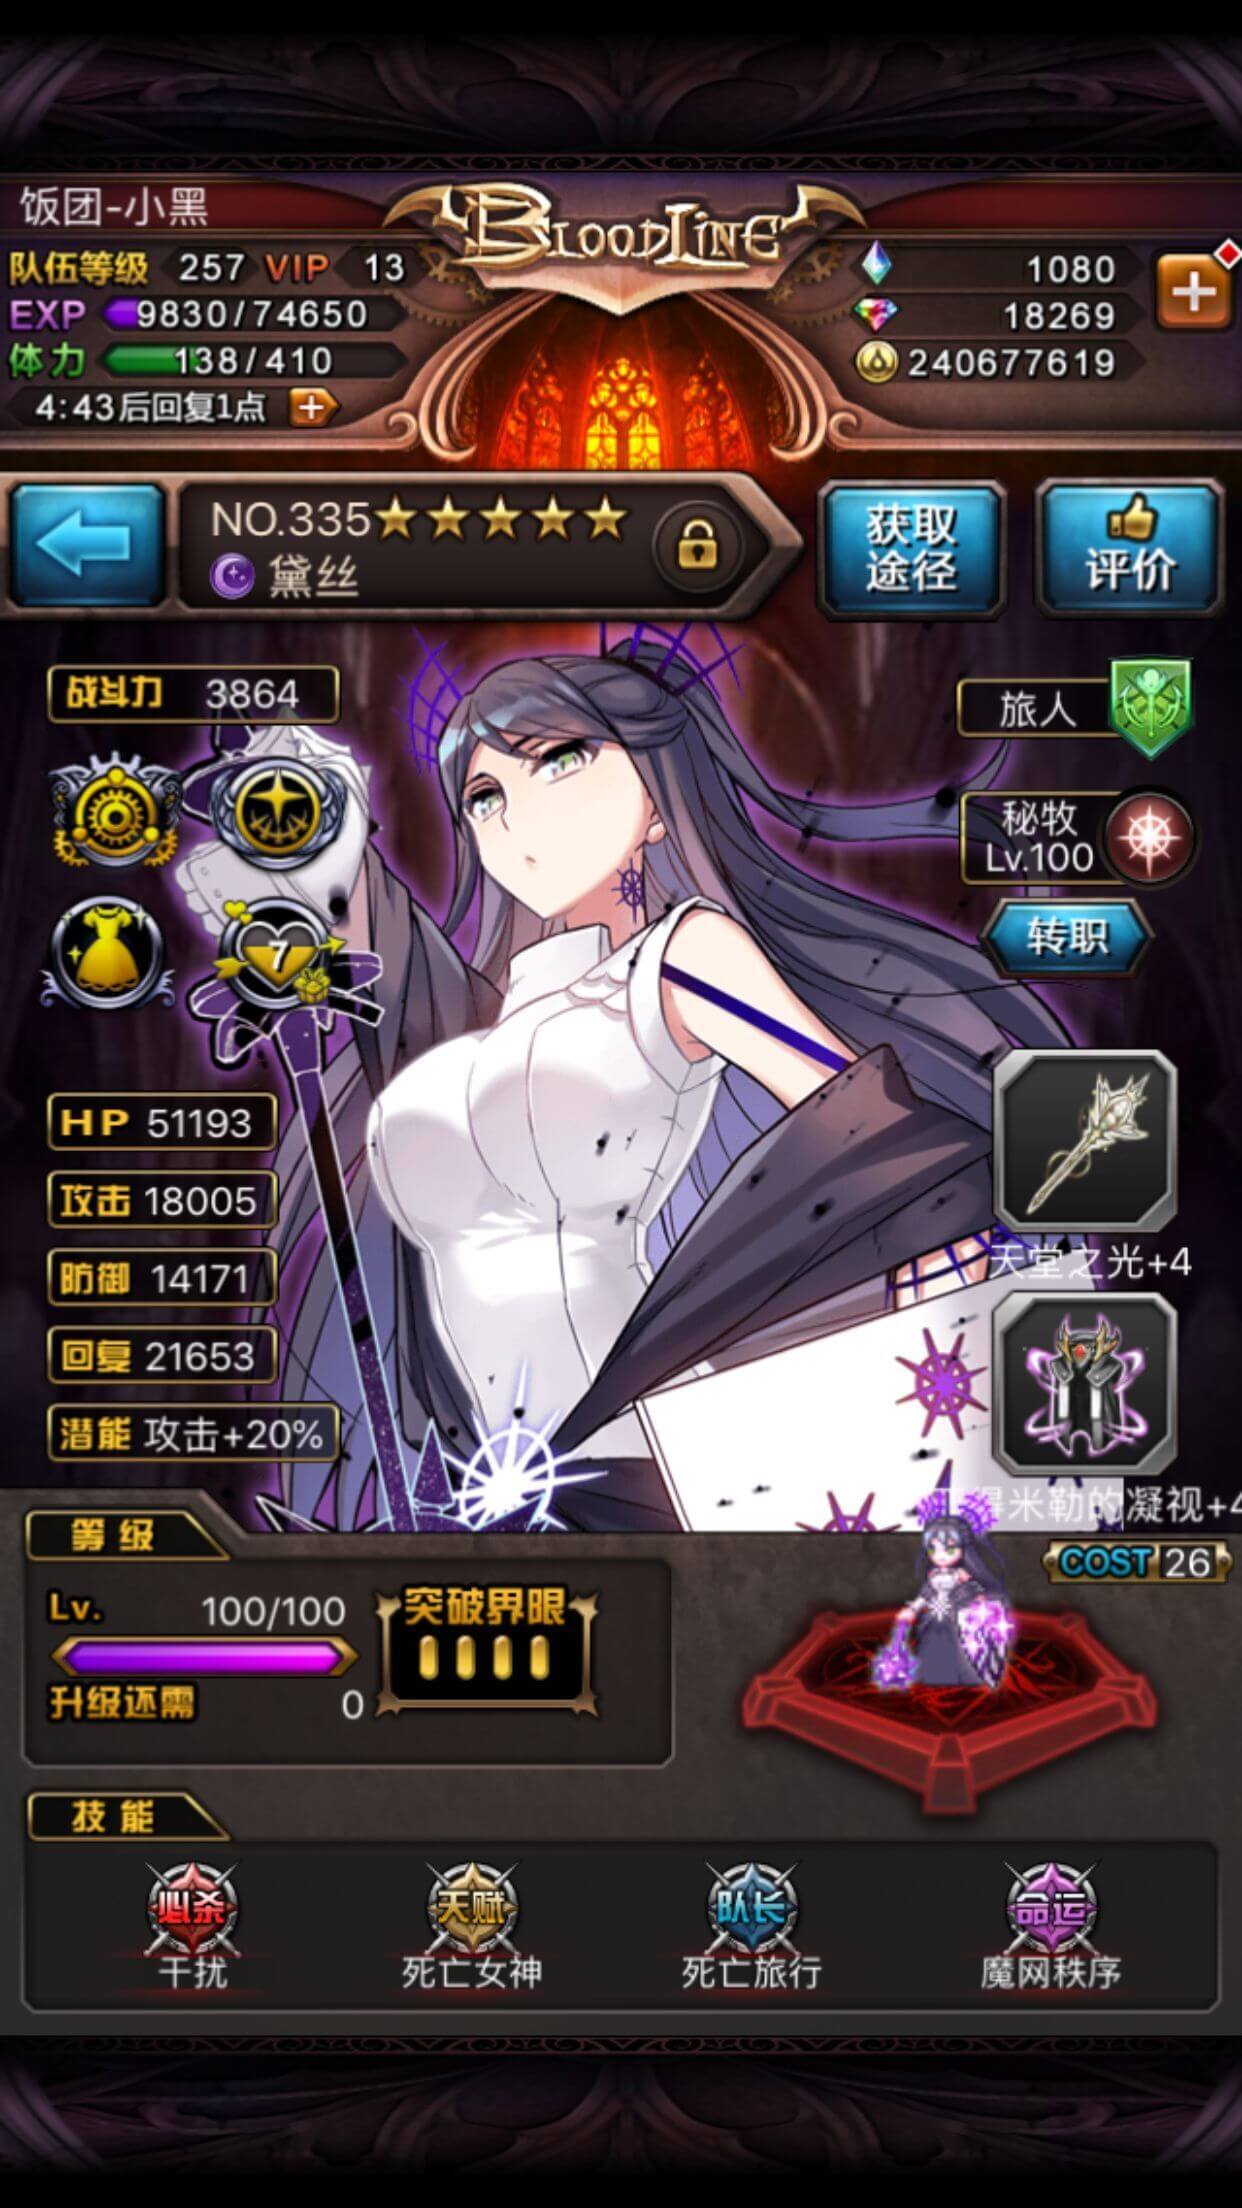 饭团-小黑
BLOODLINE
队伍等级 257 VIP 13
1080
EXP 9830/74650
18269
体力 138/410
240677619
4:43后回复1点
NO.335
黛丝
获取
途径
评价
战斗力 3864
旅人
秘牧
Lv.100
转职
7
HP 51193
攻击 18005
防御 14171
回复 21653
潜能 攻击+20%
天堂之光+4
得米勒的凝视+4
等级
COST 26
Lv. 100/100
突破界限
升级还需 0
技能
必杀
干扰
天赋
死亡女神
队长
死亡旅行
命运
魔网秩序